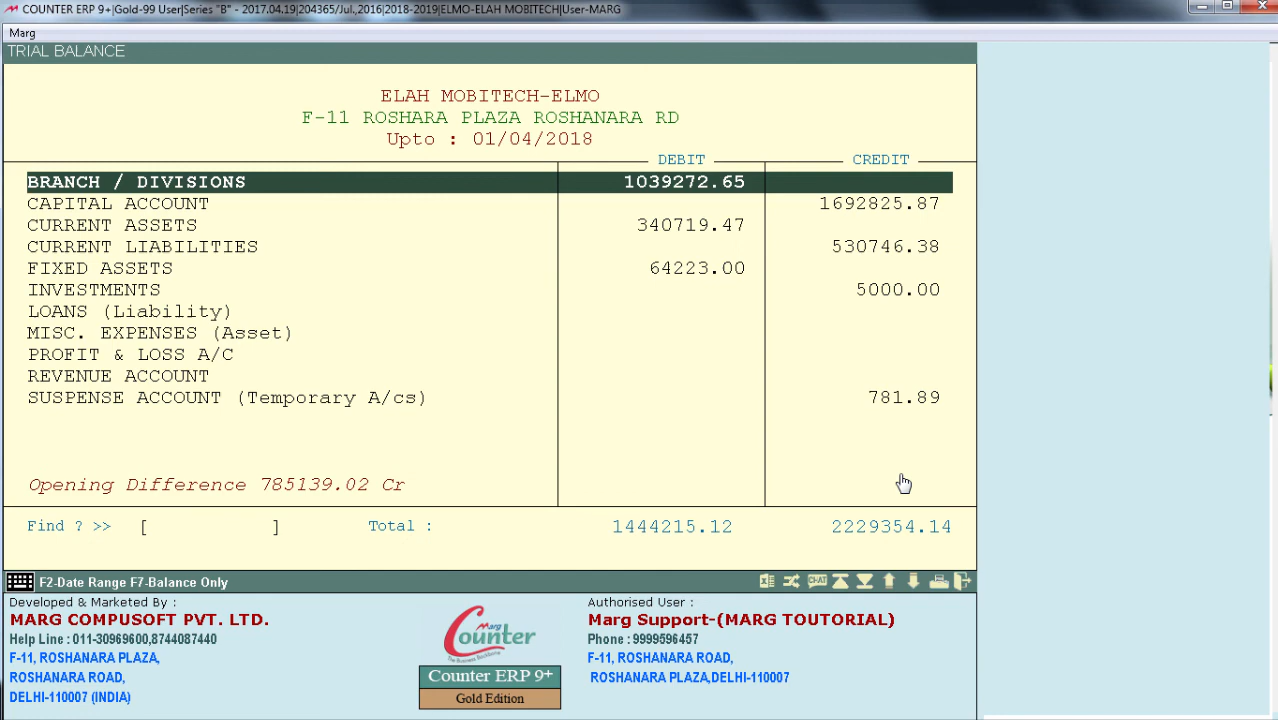 COUNTER ERP 9+|Gold-99 User|Series "B" - 2017.04.19|204365/Jul.,2016|2018-2019|ELMO-ELAH MOBITECH|User-MARG
Marg
TRIAL BALANCE
ELAH MOBITECH-ELMO
F-11 ROSHARA PLAZA ROSHANARA RD
Upto : 01/04/2018
DEBIT CREDIT
BRANCH / DIVISIONS 1039272.65
CAPITAL ACCOUNT 1692825.87
CURRENT ASSETS 340719.47
CURRENT LIABILITIES 530746.38
FIXED ASSETS 64223.00
INVESTMENTS 5000.00
LOANS (Liability)
MISC. EXPENSES (Asset)
PROFIT & LOSS A/C
REVENUE ACCOUNT
SUSPENSE ACCOUNT (Temporary A/cs) 781.89
Opening Difference 785139.02 Cr
Find ? >> [ ] Total : 1444215.12 2229354.14
F2-Date Range F7-Balance Only CHAT
Developed & Marketed By :
MARG COMPUSOFT PVT. LTD.
Help Line : 011-30969600,8744087440
F-11, ROSHANARA PLAZA,
ROSHANARA ROAD,
DELHI-110007 (INDIA)
Marg
Counter
The Business Backbone
Counter ERP 9+
Gold Edition
Authorised User :
Marg Support-(MARG TOUTORIAL)
Phone : 9999596457
F-11, ROSHANARA ROAD,
ROSHANARA PLAZA,DELHI-110007